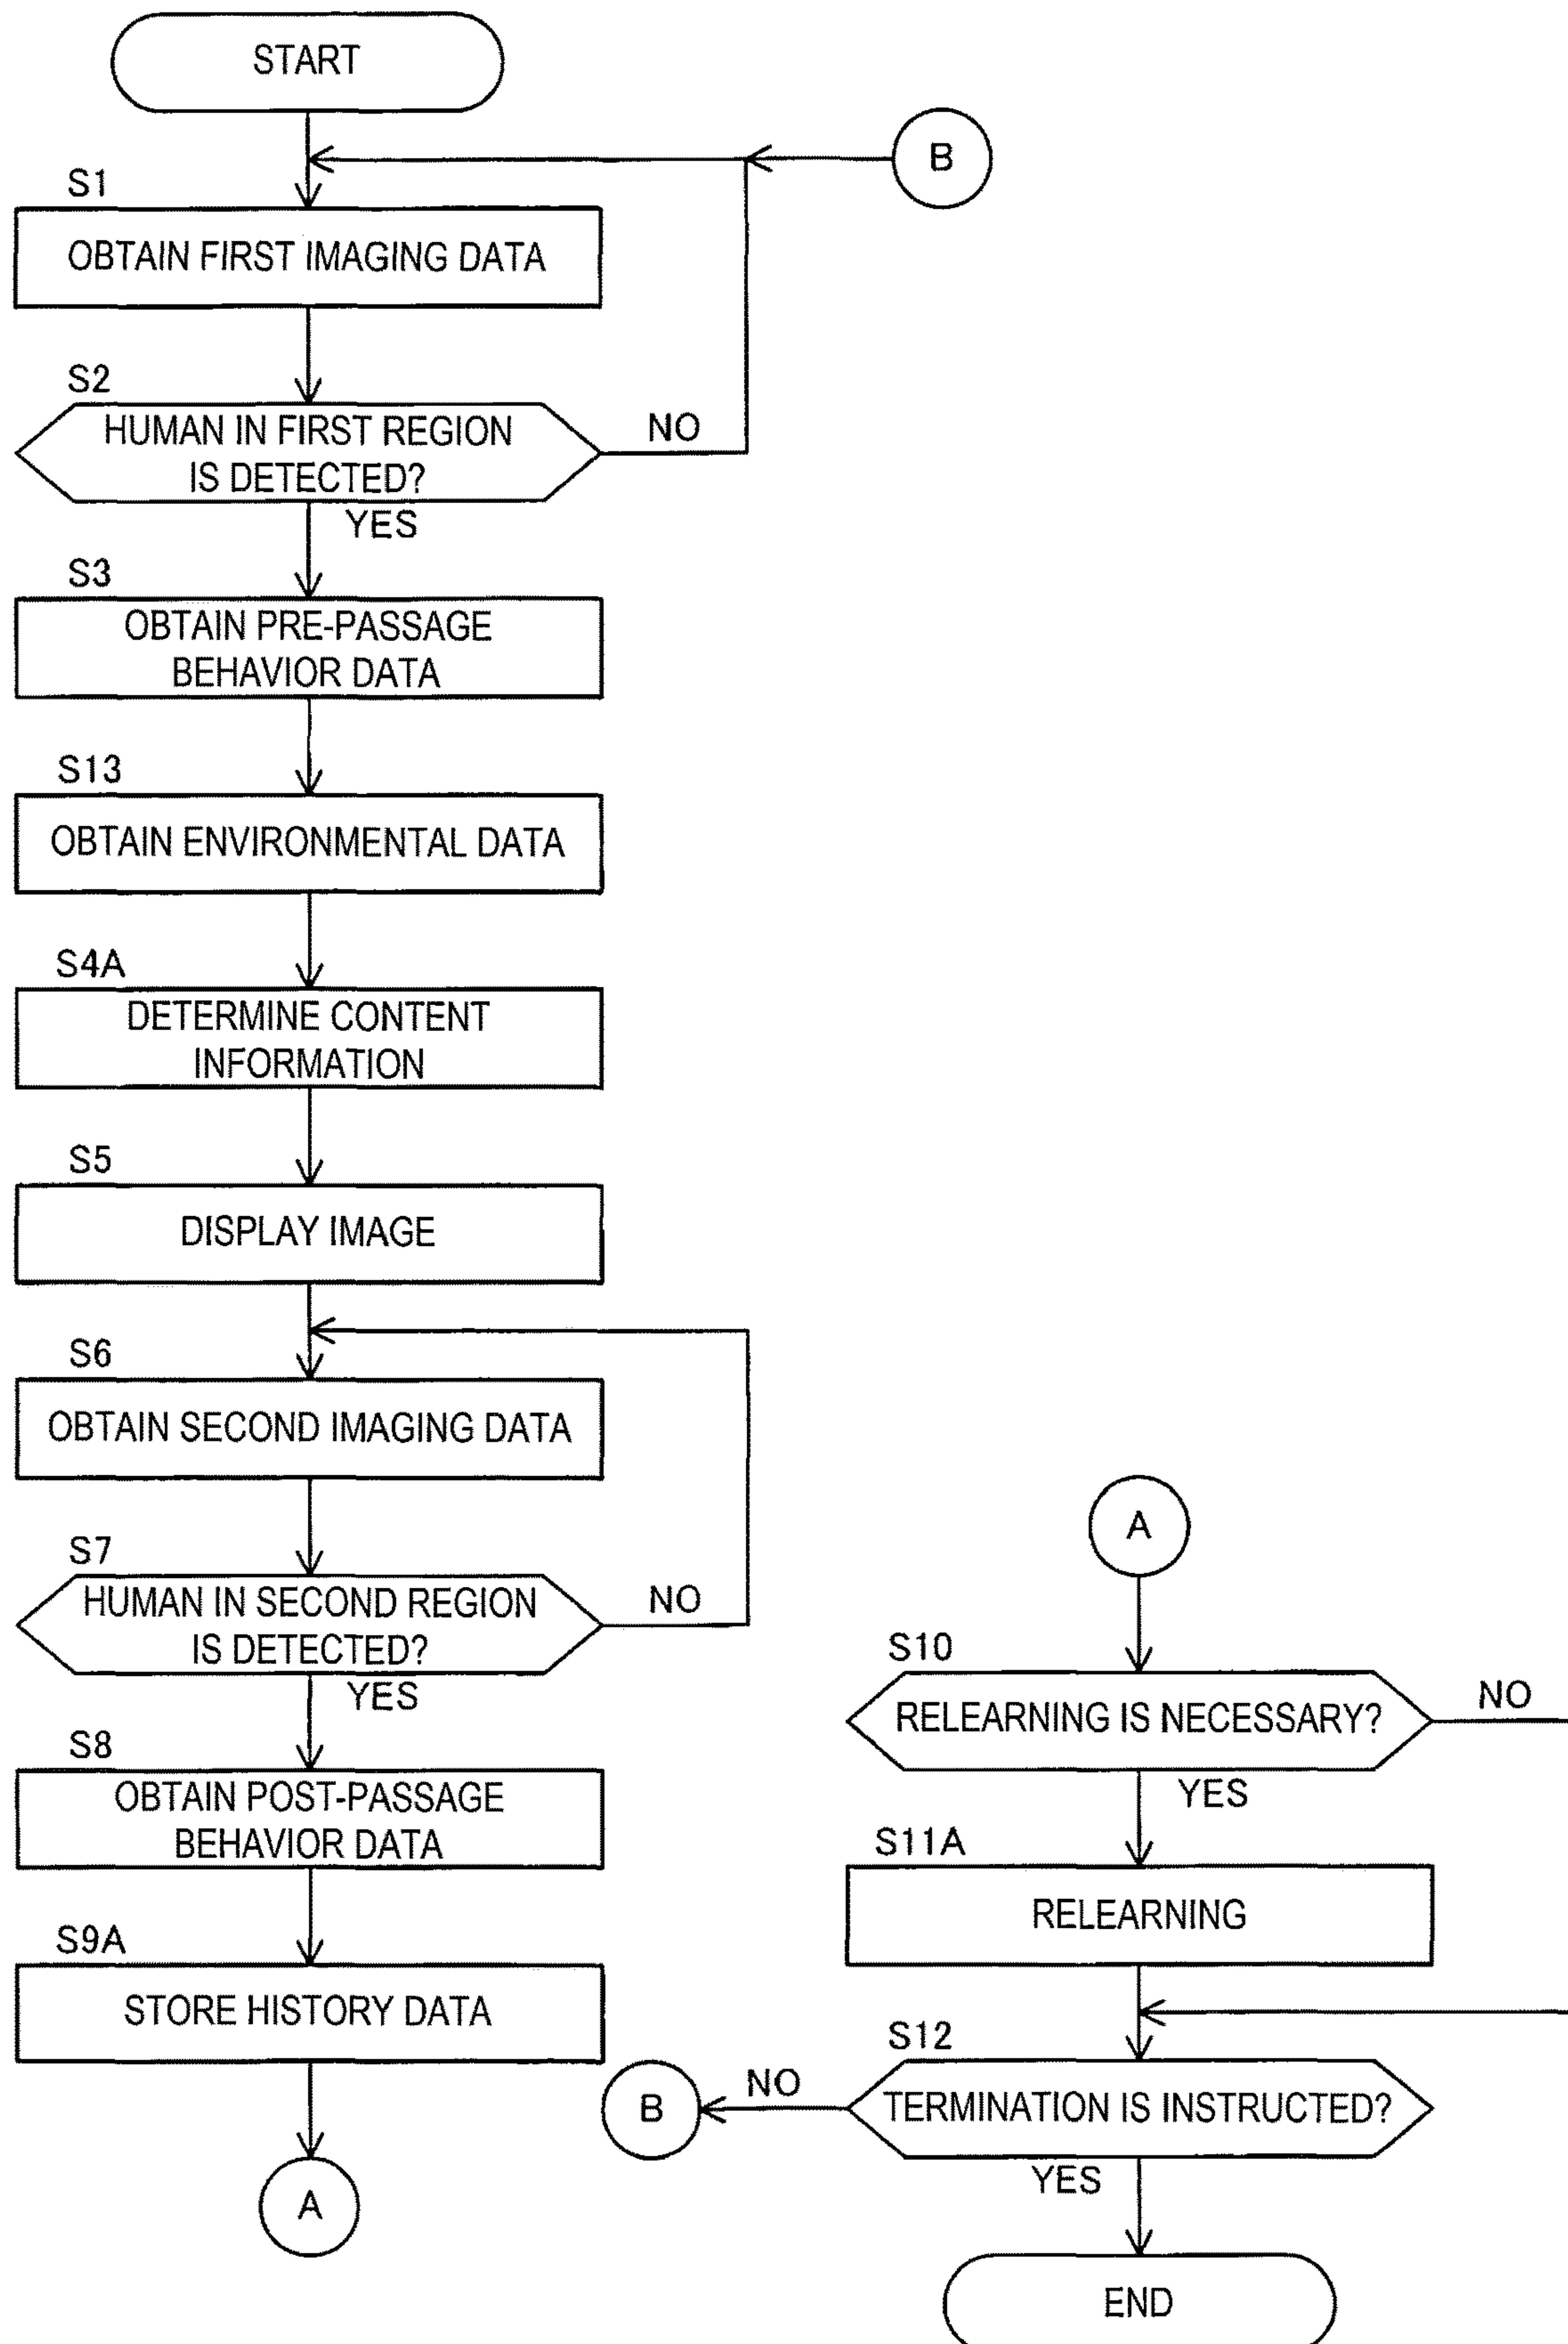 START
B
S1
OBTAIN FIRST IMAGING DATA
S2
HUMAN IN FIRST REGION
IS DETECTED?
NO
YES
S3
OBTAIN PRE-PASSAGE
BEHAVIOR DATA
S13
OBTAIN ENVIRONMENTAL DATA
S4A
DETERMINE CONTENT
INFORMATION
S5
DISPLAY IMAGE
S6
OBTAIN SECOND IMAGING DATA
S7
HUMAN IN SECOND REGION
IS DETECTED?
NO
YES
S8
OBTAIN POST-PASSAGE
BEHAVIOR DATA
S9A
STORE HISTORY DATA
A
A
S10
RELEARNING IS NECESSARY?
NO
YES
S11A
RELEARNING
S12
TERMINATION IS INSTRUCTED?
NO
B
YES
END